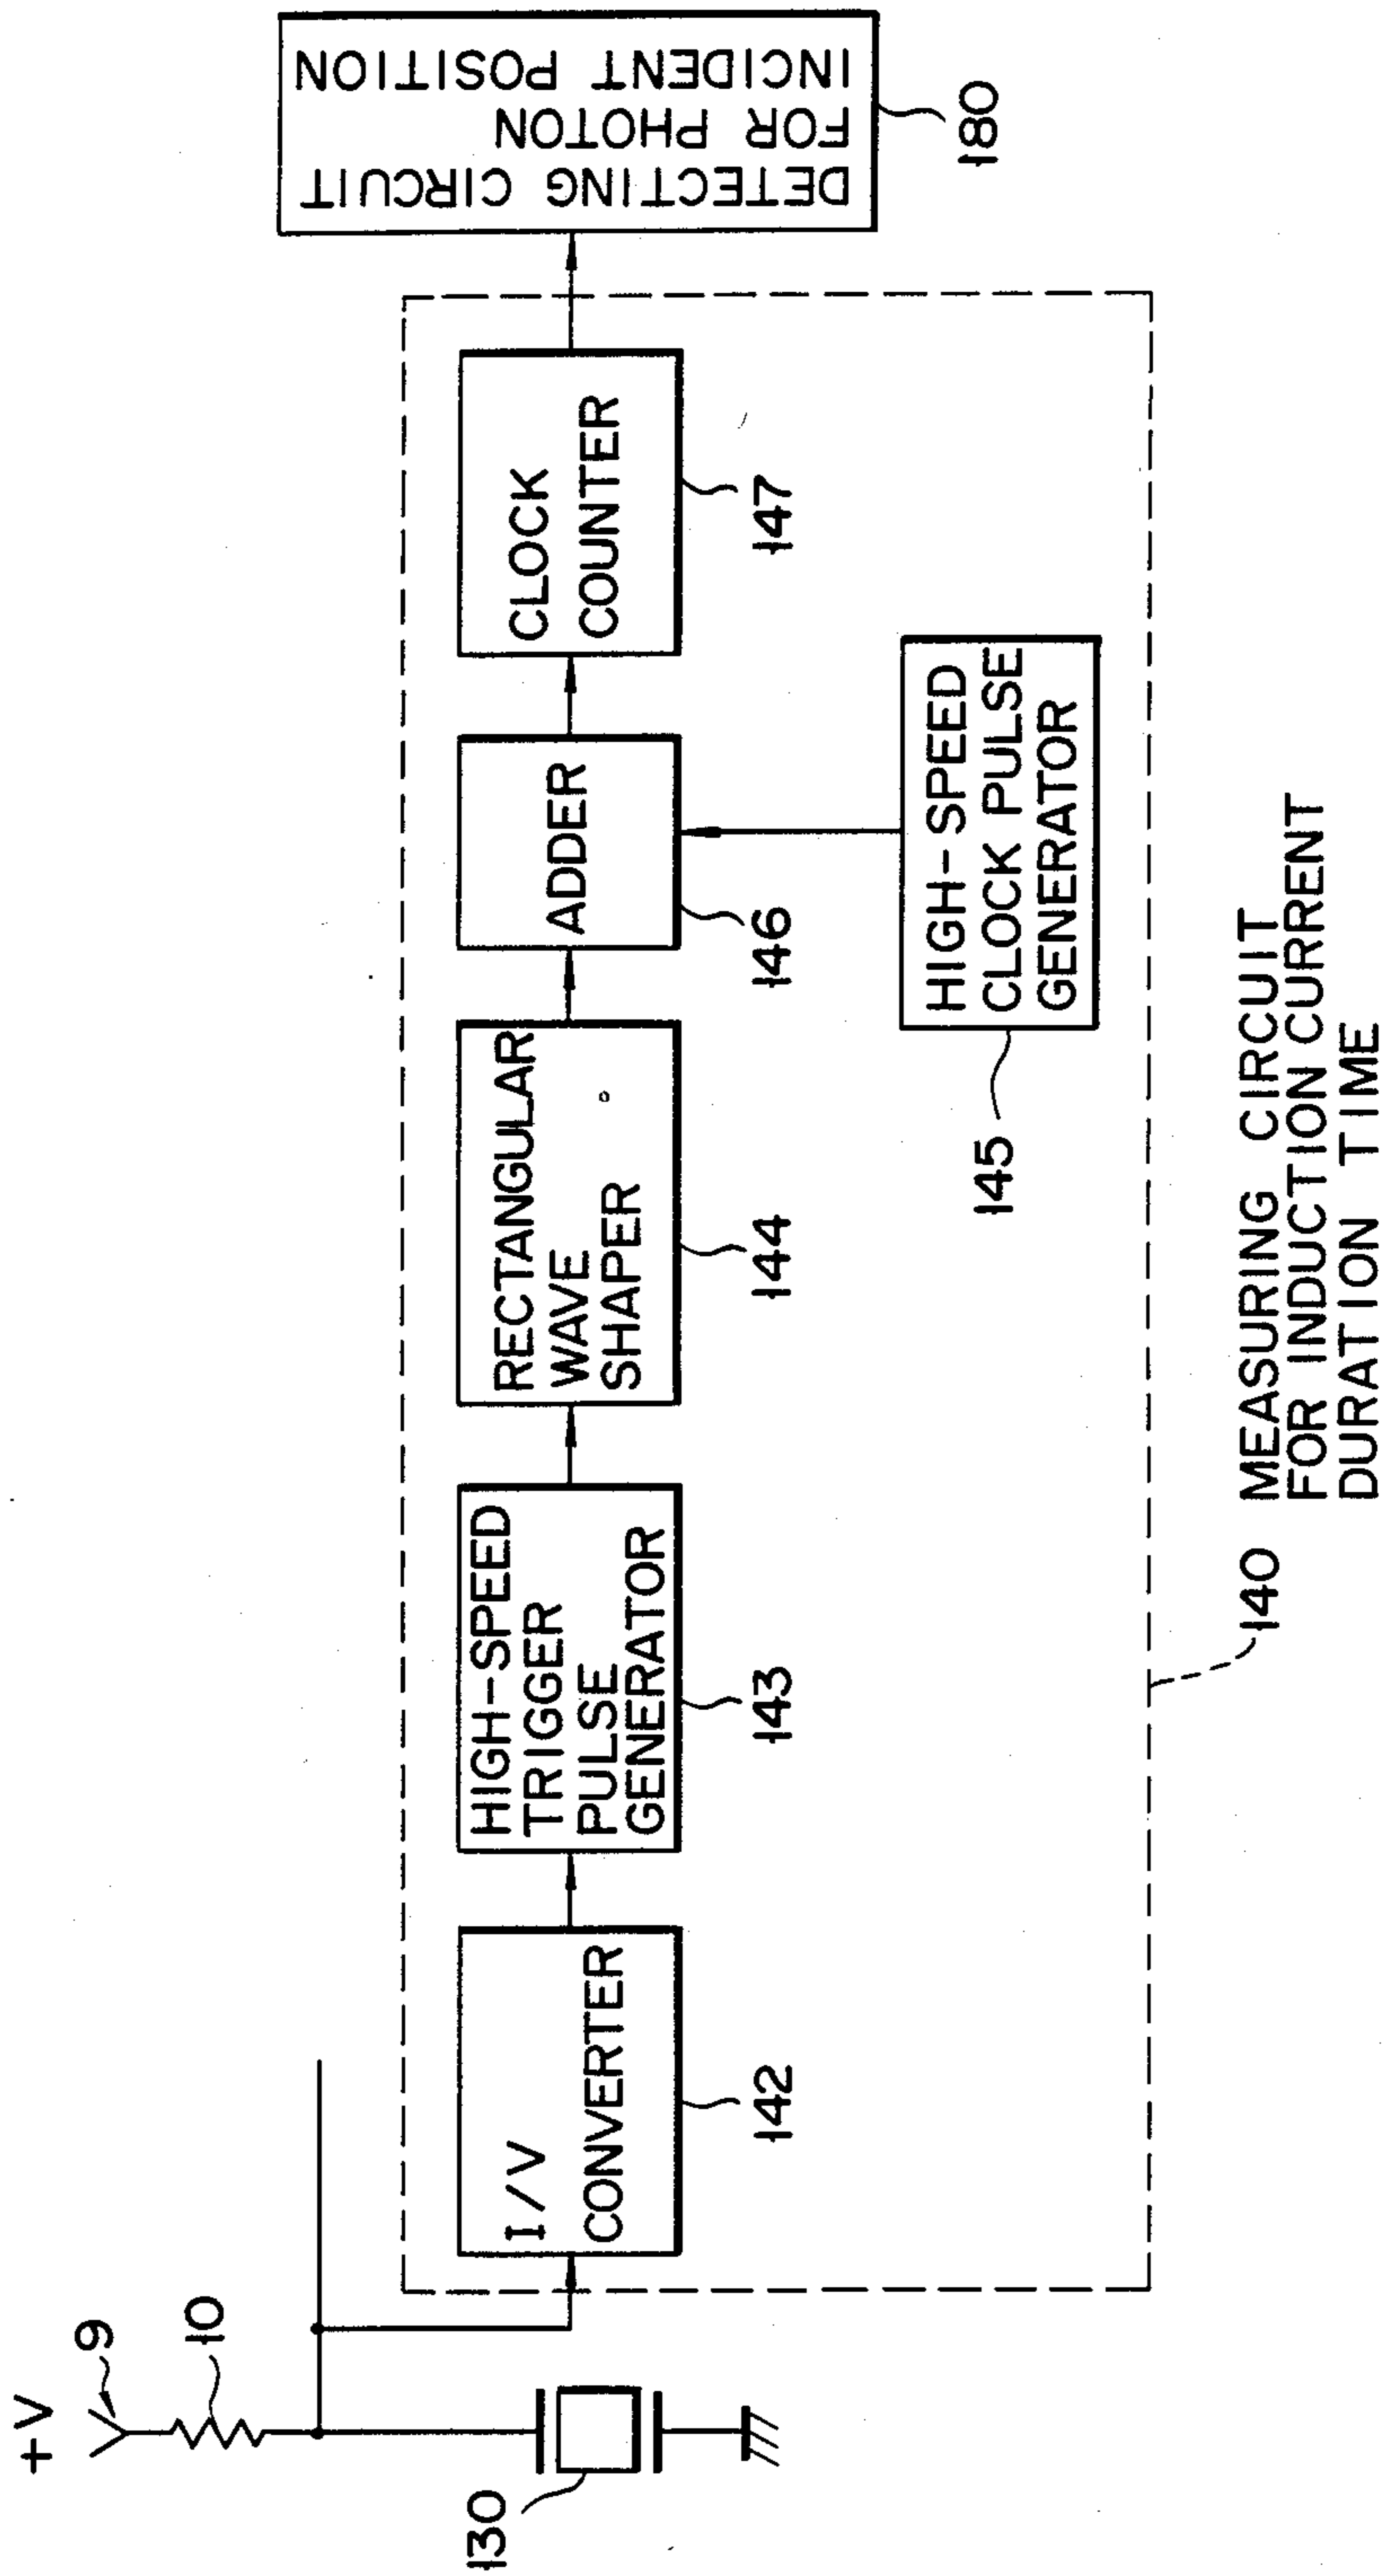 +V
9
10
130
I/V
CONVERTER
142
HIGH-SPEED
TRIGGER
PULSE
GENERATOR
143
RECTANGULAR
WAVE
SHAPER
144
ADDER
146
CLOCK
COUNTER
147
HIGH-SPEED
CLOCK PULSE
GENERATOR
145
DETECTING CIRCUIT
FOR PHOTON
INCIDENT POSITION
180
140 MEASURING CIRCUIT
FOR INDUCTION CURRENT
DURATION TIME